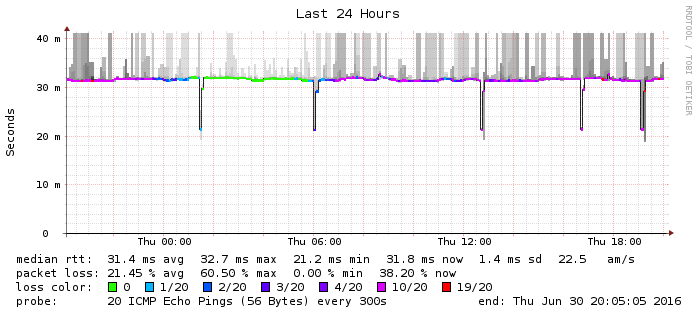 Last 24 Hours
RRDTOOL / TOBI OETIKER
Seconds
40 m
30 m
20 m
10 m
0
Thu 00:00 Thu 06:00 Thu 12:00 Thu 18:00
median rtt: 31.4 ms avg 32.7 ms max 21.2 ms min 31.8 ms now 1.4 ms sd 22.5 am/s
packet loss: 21.45 % avg 60.50 % max 0.00 % min 38.20 % now
loss color: 0 1/20 2/20 3/20 4/20 10/20 19/20
probe: 20 ICMP Echo Pings (56 Bytes) every 300s end: Thu Jun 30 20:05:05 2016